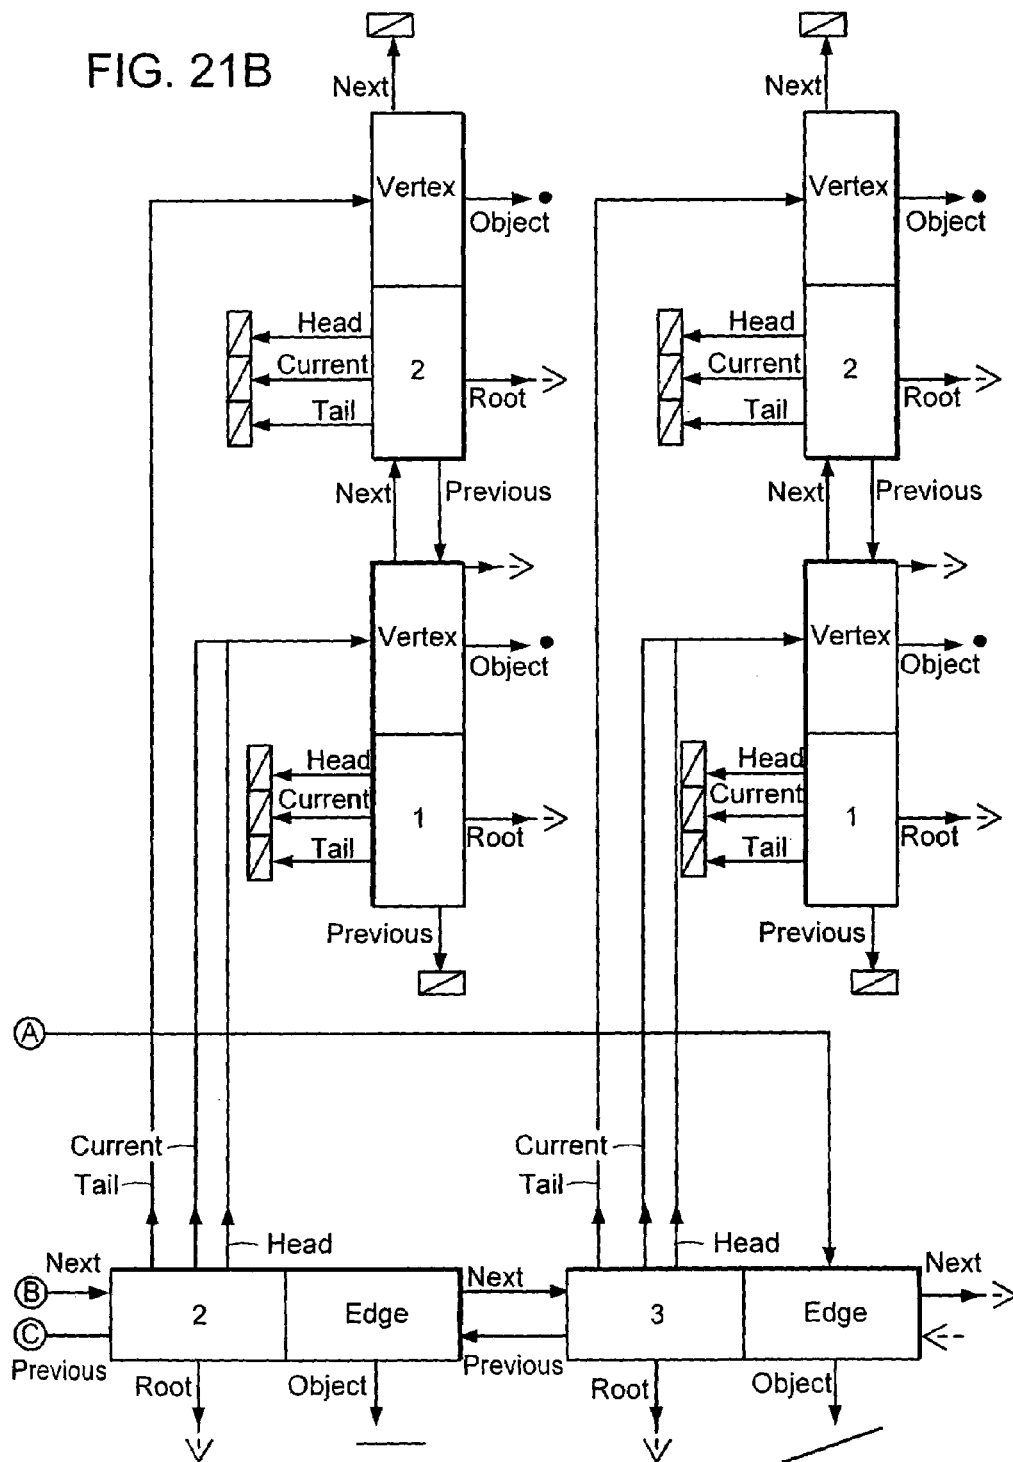 FIG. 21B
Next
Next
Vertex
Object
Vertex
Object
Head
Current
Tail
2
Root
Head
Current
Tail
2
Root
Next
Previous
Next
Previous
Vertex
Object
Vertex
Object
Head
Current
Tail
1
Root
Head
Current
Tail
1
Root
Previous
Previous
A
Current
Tail
Head
Current
Tail
Head
Next
B
C
Previous
2
Edge
Next
Previous
3
Edge
Next
Root
Object
Root
Object